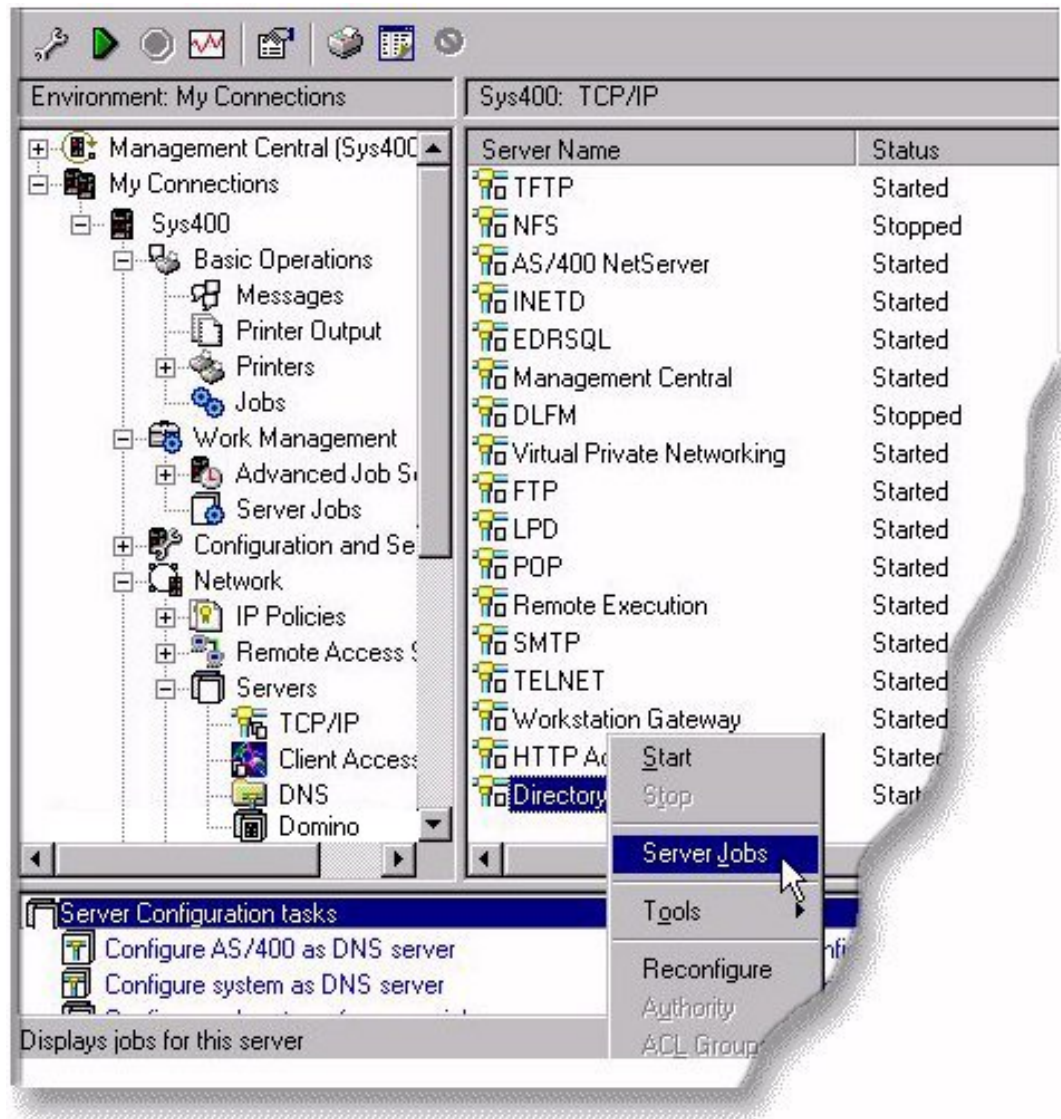 Environment: My Connections
Sys400: TCP/IP
Management Central (Sys400
My Connections
Sys400
Basic Operations
Messages
Printer Output
Printers
Jobs
Work Management
Advanced Job
Server Jobs
Configuration and Se
Network
IP Policies
Remote Access
Servers
TCP/IP
Client Access
DNS
Domino
Server Name Status
TFTP Started
NFS Stopped
AS/400 NetServer Started
INETD Started
EDRSQL Started
Management Central Started
DLFM Stopped
Virtual Private Networking Started
FTP Started
LPD Started
POP Started
Remote Execution Started
SMTP Started
TELNET Started
Workstation Gateway Started
HTTP Started
Directory Start
Start
Stop
Server Jobs
Tools
Reconfigure
Authority
ACL Group
Server Configuration tasks
Configure AS/400 as DNS server
Configure system as DNS server
Displays jobs for this server